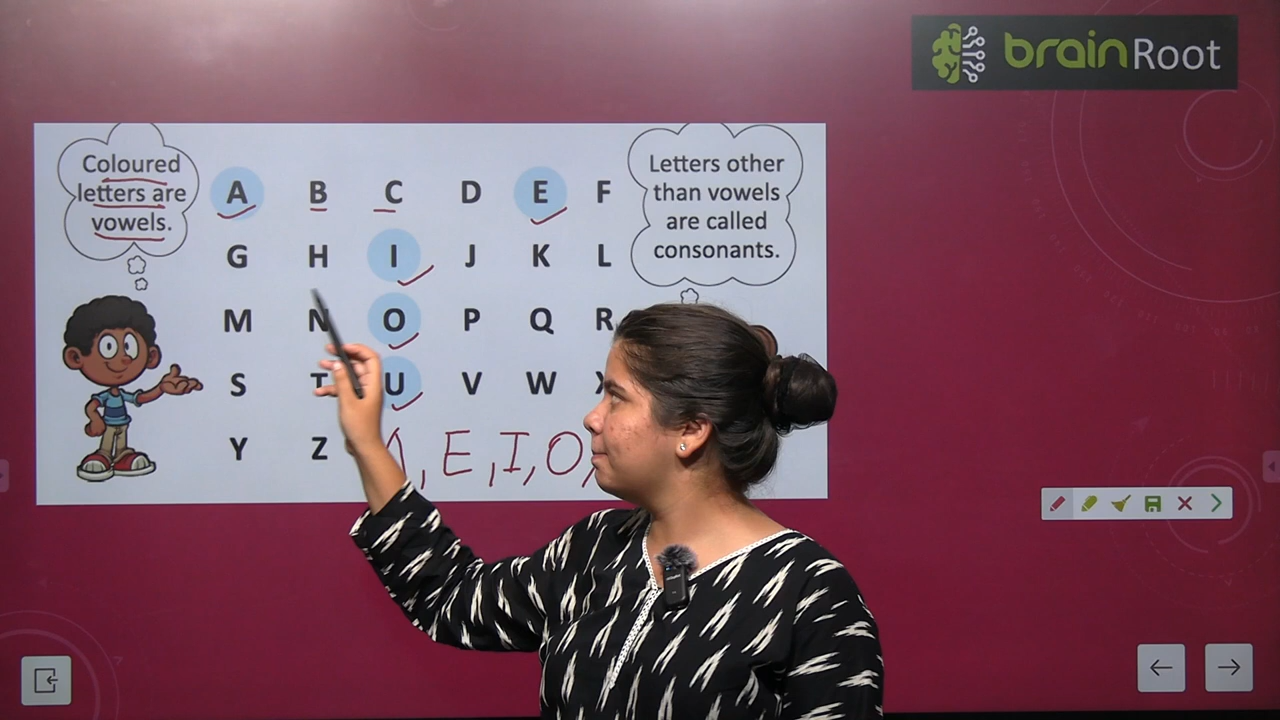 brainRoot
Coloured
letters are
vowels.
A B C D E F
G H I J K L
M N O P Q R
S T U V W
Y Z
Letters other
than vowels
are called
consonants.
A, E, I, O,